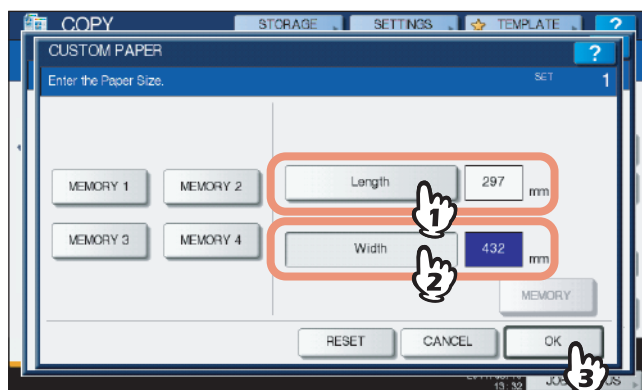 COPY STORAGE SETTINGS TEMPLATE ?
CUSTOM PAPER ?
Enter the Paper Size. SET 1
MEMORY 1 MEMORY 2 Length 297 mm
1
MEMORY 3 MEMORY 4 Width 432 mm
2
MEMORY
RESET CANCEL OK
3
13:32